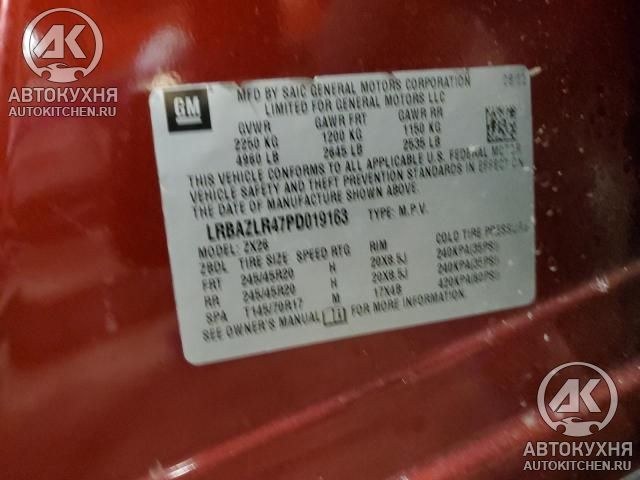 AK
АВТОКУХНЯ
AUTOKITCHEN.RU
GM
MFD BY SAIC GENERAL MOTORS CORPORATION
LIMITED FOR GENERAL MOTORS LLC
GVWR GAWR FRT GAWR RR
2250 KG 1200 KG 1150 KG
4960 LB 2645 LB 2535 LB
THIS VEHICLE CONFORMS TO ALL APPLICABLE U.S. FEDERAL MOTOR
VEHICLE SAFETY AND THEFT PREVENTION STANDARDS IN EFFECT ON
THE DATE OF MANUFACTURE SHOWN ABOVE.
LRBAZLR47PD019163 TYPE: M.P.V.
MODEL: 2X26
TIRE SIZE SPEED RTG RIM COLD TIRE PRESSURE
FRT 245/45R20 H 20X8.5J 240KPA(35PSI)
RR 245/45R20 H 20X8.5J 240KPA(35PSI)
SPA T145/70R17 M 17X4B 420KPA(60PSI)
SEE OWNER'S MANUAL FOR MORE INFORMATION.
AK
АВТОКУХНЯ
AUTOKITCHEN.RU